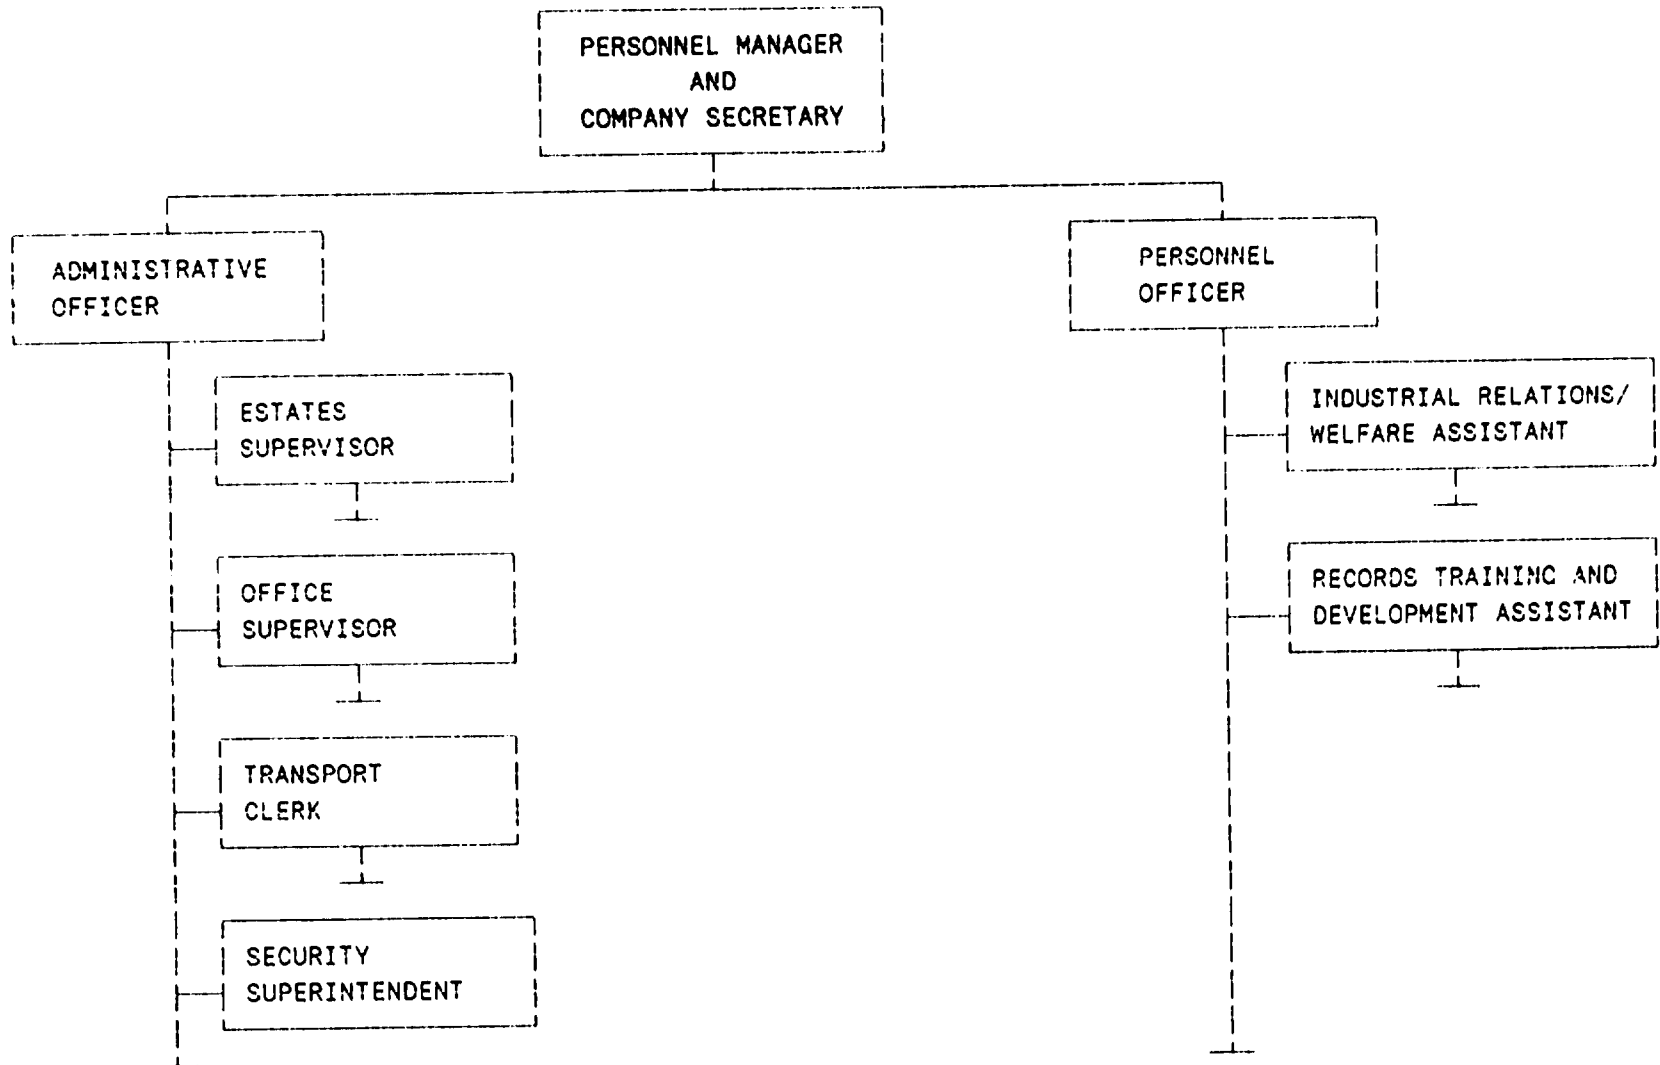 PERSONNEL MANAGER
AND
COMPANY SECRETARY
ADMINISTRATIVE
OFFICER
PERSONNEL
OFFICER
ESTATES
SUPERVISOR
OFFICE
SUPERVISOR
TRANSPORT
CLERK
SECURITY
SUPERINTENDENT
INDUSTRIAL RELATIONS/
WELFARE ASSISTANT
RECORDS TRAINING AND
DEVELOPMENT ASSISTANT